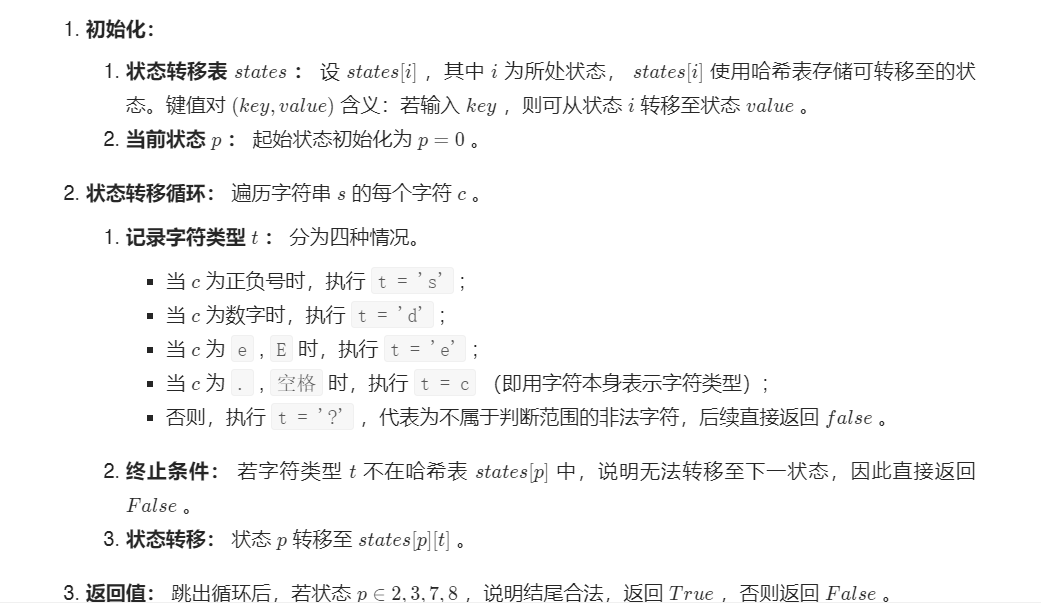 1. 初始化：
1. 状态转移表 states ： 设 states[i] ，其中 i 为所处状态， states[i] 使用哈希表存储可转移至的状
态。键值对 (key, value) 含义：若输入 key ，则可从状态 i 转移至状态 value 。
2. 当前状态 p ： 起始状态初始化为 p = 0 。
2. 状态转移循环： 遍历字符串 s 的每个字符 c 。
1. 记录字符类型 t ： 分为四种情况。
▪ 当 c 为正负号时，执行 t = 's' ；
▪ 当 c 为数字时，执行 t = 'd' ；
▪ 当 c 为 e , E 时，执行 t = 'e' ；
▪ 当 c 为 . , 空格 时，执行 t = c （即用字符本身表示字符类型）；
▪ 否则，执行 t = '?' ，代表为不属于判断范围的非法字符，后续直接返回 false 。
2. 终止条件： 若字符类型 t 不在哈希表 states[p] 中，说明无法转移至下一状态，因此直接返回
False 。
3. 状态转移： 状态 p 转移至 states[p][t] 。
3. 返回值： 跳出循环后，若状态 p ∈ 2, 3, 7, 8 ，说明结尾合法，返回 True ，否则返回 False 。